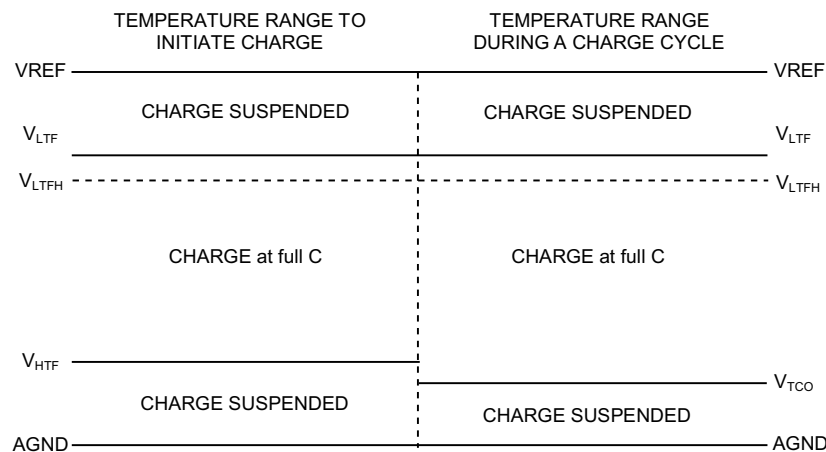 TEMPERATURE RANGE TO
INITIATE CHARGE
TEMPERATURE RANGE
DURING A CHARGE CYCLE
VREF
VREF
CHARGE SUSPENDED
CHARGE SUSPENDED
VLTF
VLTF
VLTFH
VLTFH
CHARGE at full C
CHARGE at full C
VHTF
VTCO
CHARGE SUSPENDED
CHARGE SUSPENDED
AGND
AGND